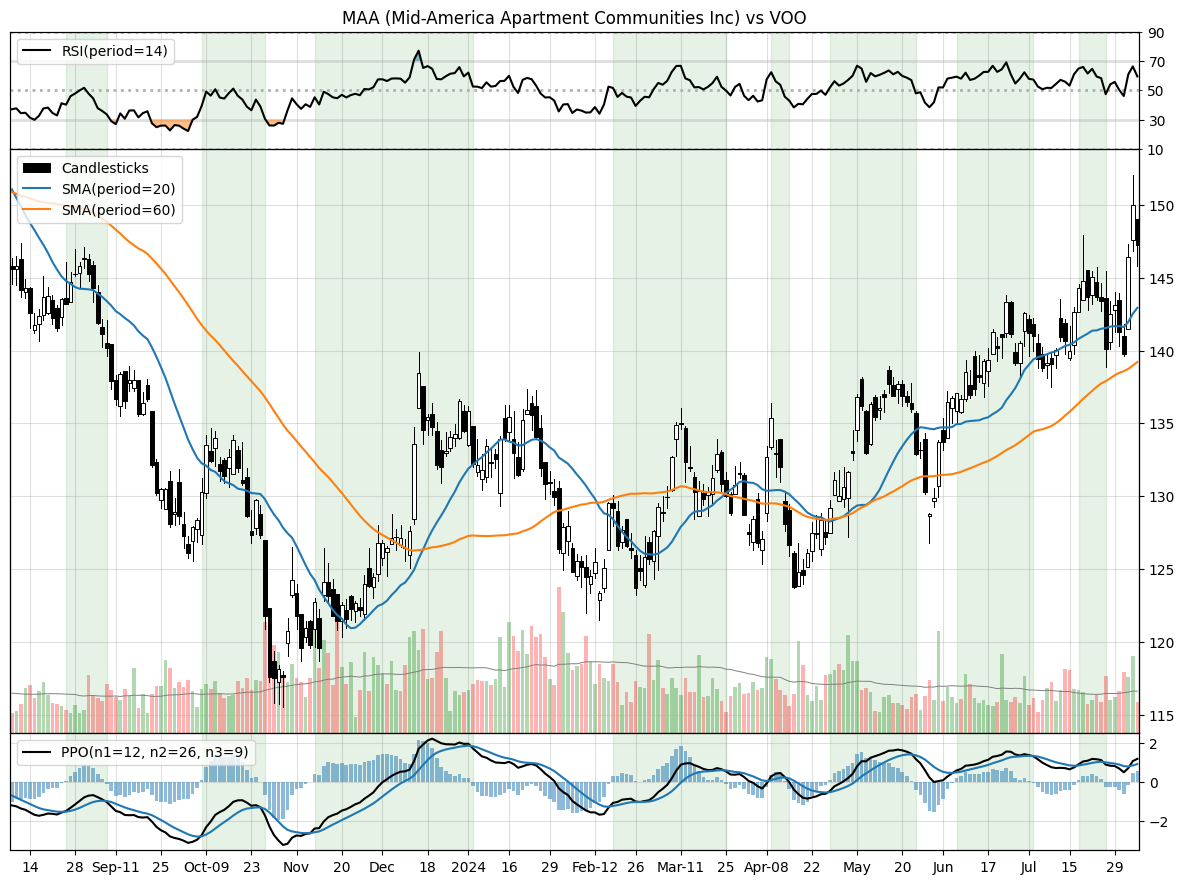 MAA (Mid-America Apartment Communities Inc) vs VOO
RSI(period=14)
90
70
50
30
10
Candlesticks
SMA(period=20)
SMA(period=60)
150
145
140
135
130
125
120
115
PPO(n1=12, n2=26, n3=9)
2
0
−2
14 28 Sep-11 25 Oct-09 23 Nov 20 Dec 18 2024 16 29 Feb-12 26 Mar-11 25 Apr-08 22 May 20 Jun 17 Jul 15 29